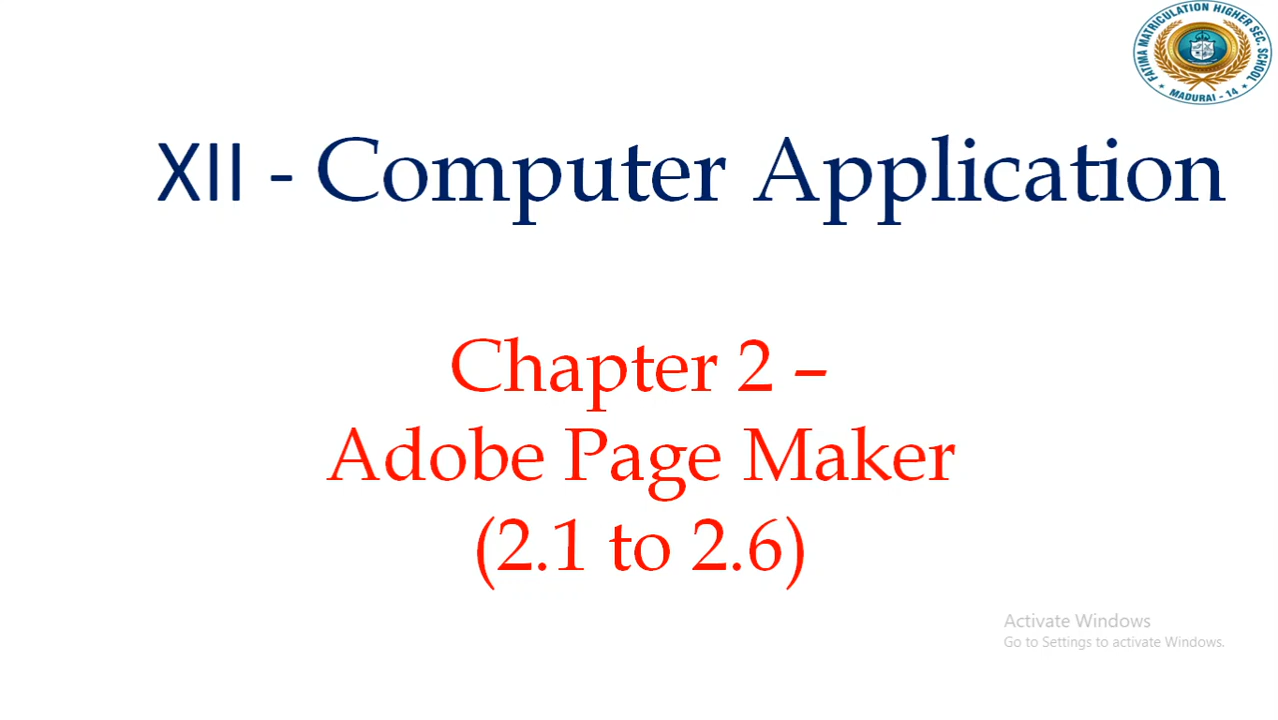 FATIMA MATRICULATION HIGHER SEC. SCHOOL
* MADURAI - 14 *
XII - Computer Application
Chapter 2 –
Adobe Page Maker
(2.1 to 2.6)
Activate Windows
Go to Settings to activate Windows.